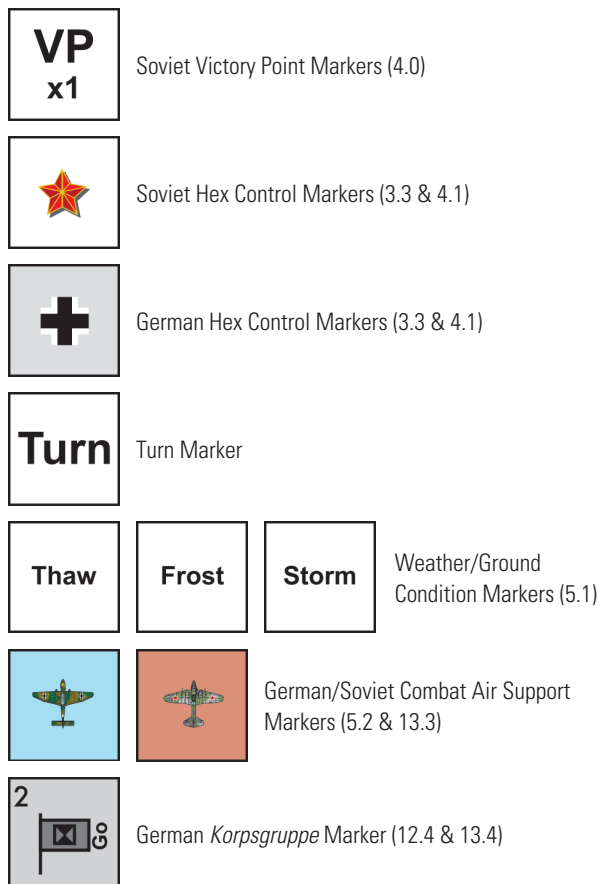 VP
x1
Soviet Victory Point Markers (4.0)
Soviet Hex Control Markers (3.3 & 4.1)
German Hex Control Markers (3.3 & 4.1)
Turn
Turn Marker
Thaw
Frost
Storm
Weather/Ground
Condition Markers (5.1)
German/Soviet Combat Air Support
Markers (5.2 & 13.3)
2
Go
German Korpsgruppe Marker (12.4 & 13.4)